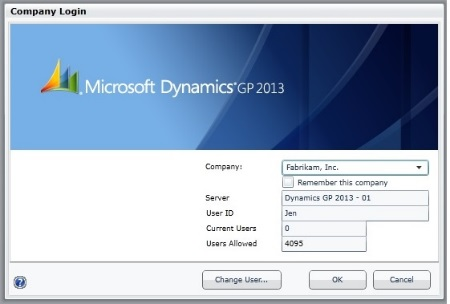 Company Login
Microsoft Dynamics® GP 2013
Company: Fabrikam, Inc.
Remember this company
Server Dynamics GP 2013 - 01
User ID Jen
Current Users 0
Users Allowed 4095
? Change User... OK Cancel